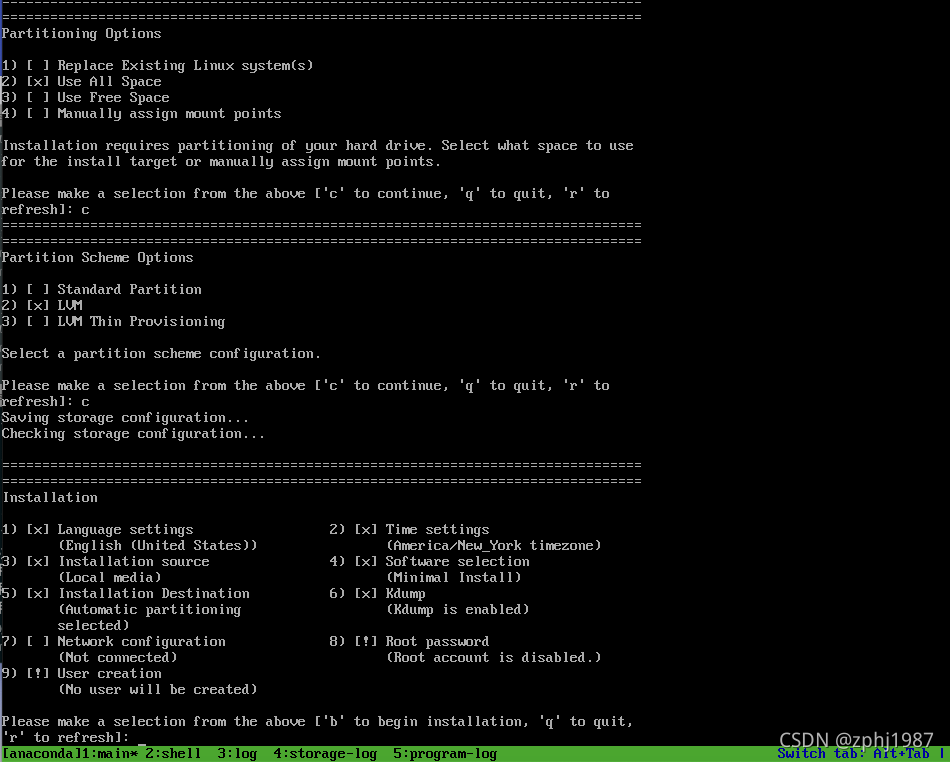 ================================================================================
================================================================================
Partitioning Options

1) [ ] Replace Existing Linux system(s)
2) [x] Use All Space
3) [ ] Use Free Space
4) [ ] Manually assign mount points

Installation requires partitioning of your hard drive. Select what space to use
for the install target or manually assign mount points.

Please make a selection from the above ['c' to continue, 'q' to quit, 'r' to
refresh]: c
================================================================================
================================================================================
Partition Scheme Options

1) [ ] Standard Partition
2) [x] LVM
3) [ ] LVM Thin Provisioning

Select a partition scheme configuration.

Please make a selection from the above ['c' to continue, 'q' to quit, 'r' to
refresh]: c
Saving storage configuration...
Checking storage configuration...

================================================================================
================================================================================
Installation

1) [x] Language settings                 2) [x] Time settings
       (English (United States))                (America/New_York timezone)
3) [x] Installation source               4) [x] Software selection
       (Local media)                            (Minimal Install)
5) [x] Installation Destination          6) [x] Kdump
       (Automatic partitioning                  (Kdump is enabled)
       selected)
7) [ ] Network configuration             8) [!] Root password
       (Not connected)                          (Root account is disabled.)
9) [!] User creation
       (No user will be created)

Please make a selection from the above ['b' to begin installation, 'q' to quit,
'r' to refresh]: _
CSDN @zphj1987
[anaconda]1:main* 2:shell  3:log  4:storage-log  5:program-log Switch tab: Alt+Tab |